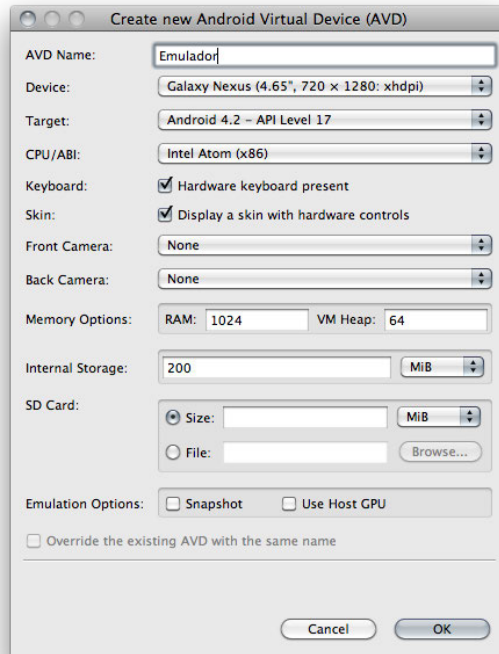 Create new Android Virtual Device (AVD)
AVD Name: Emulador
Device: Galaxy Nexus (4.65", 720 × 1280: xhdpi)
Target: Android 4.2 – API Level 17
CPU/ABI: Intel Atom (x86)
Keyboard: Hardware keyboard present
Skin: Display a skin with hardware controls
Front Camera: None
Back Camera: None
Memory Options: RAM: 1024 VM Heap: 64
Internal Storage: 200 MiB
SD Card:
Size: MiB
File: Browse...
Emulation Options: Snapshot Use Host GPU
Override the existing AVD with the same name
Cancel OK